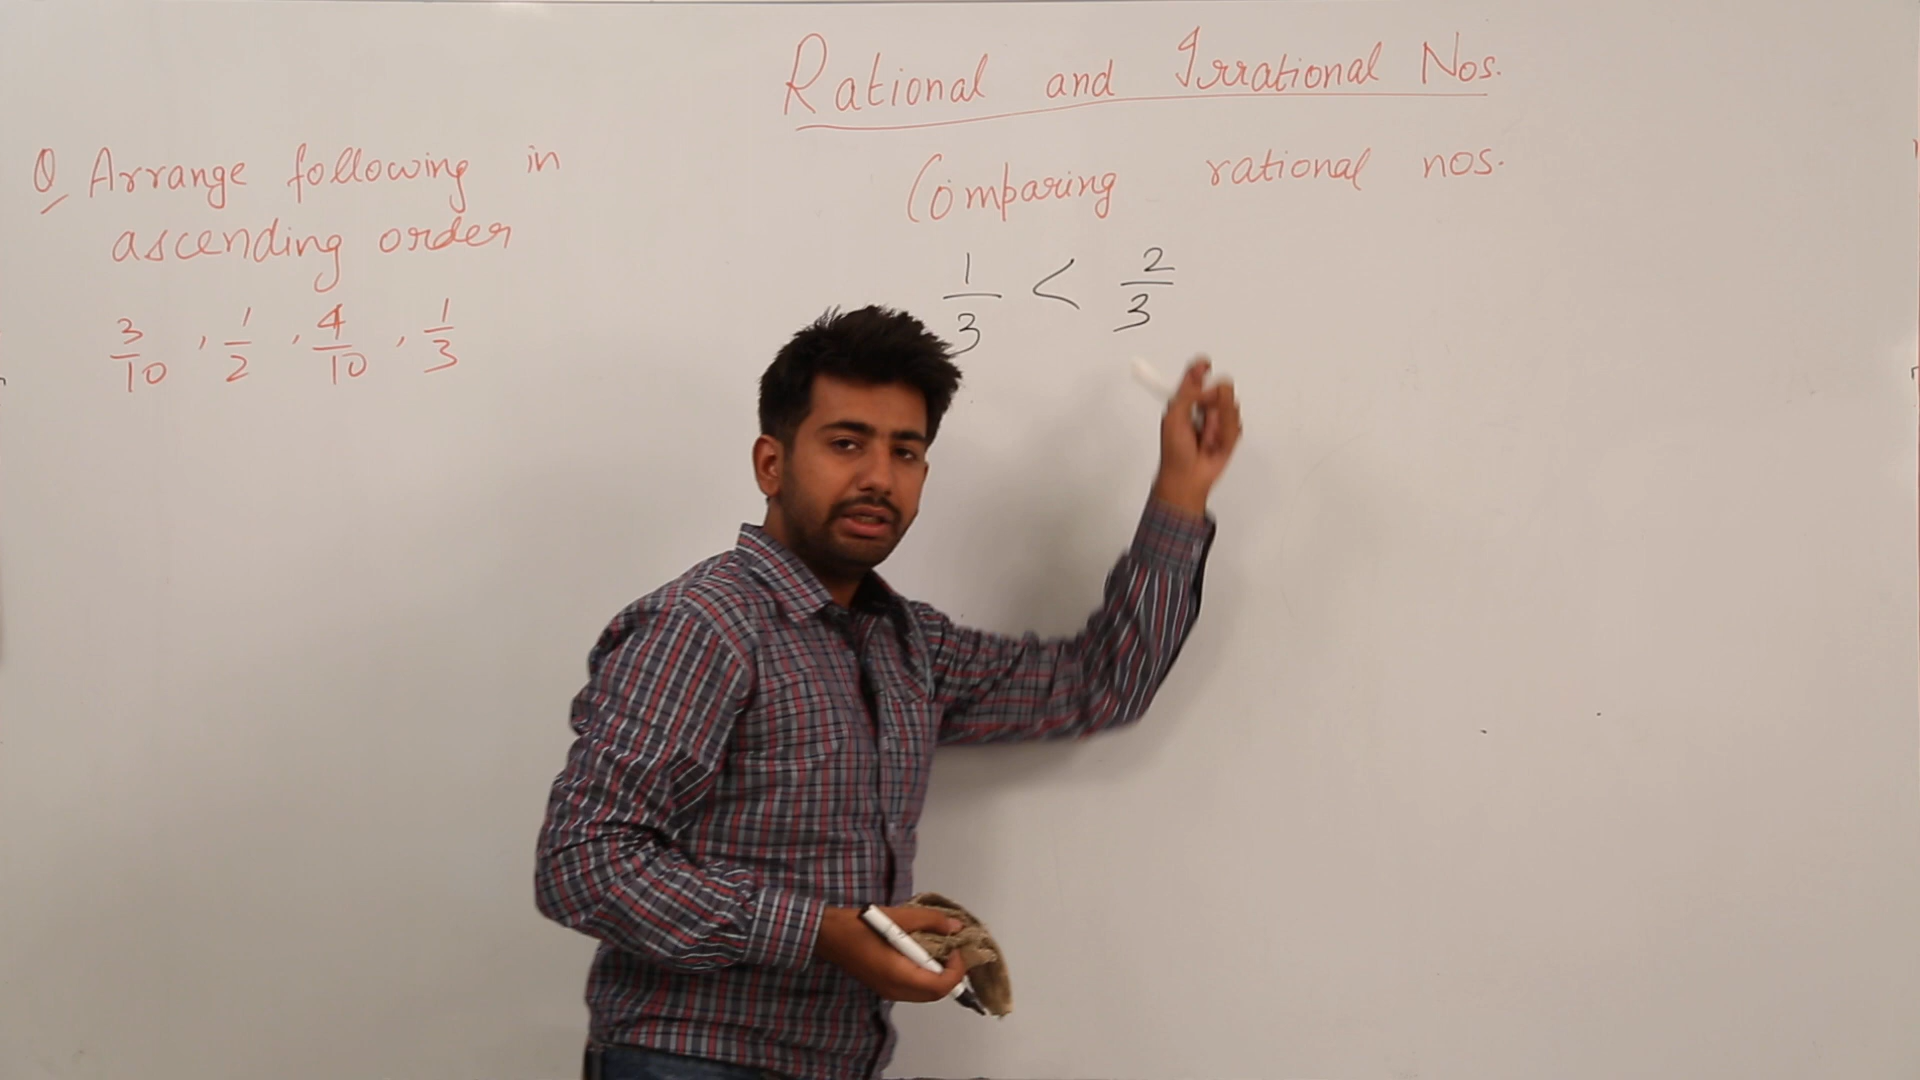 Rational and Irrational Nos.
Q Arrange following in
ascending order
3/10, 1/2, 4/10, 1/3
Comparing rational nos.
1/3 < 2/3